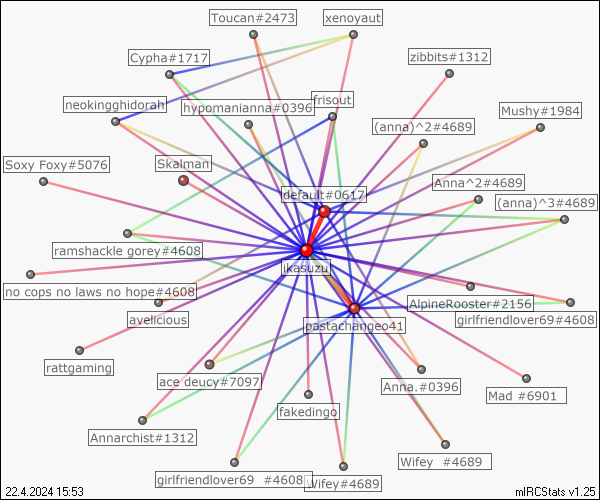 Toucan#2473
xenoyaut
Cypha#1717
zibbits#1312
neokingghidorah
hypomanianna#0396
frisout
Mushy#1984
(anna)^2#4689
Soxy Foxy#5076
Skalman
Anna^2#4689
default#0617
(anna)^3#4689
ramshackle gorey#4608
jkasuzu
no cops no laws no hope#4608
AlpineRooster#2156
avelicious
pastachangeo41
girlfriendlover69#4608
rattgaming
ace deucy#7097
Anna.#0396
Mad #6901
fakedingo
Annarchist#1312
Wifey #4689
girlfriendlover69 #4608
Wifey#4689
22.4.2024 15:53
mIRCStats v1.25